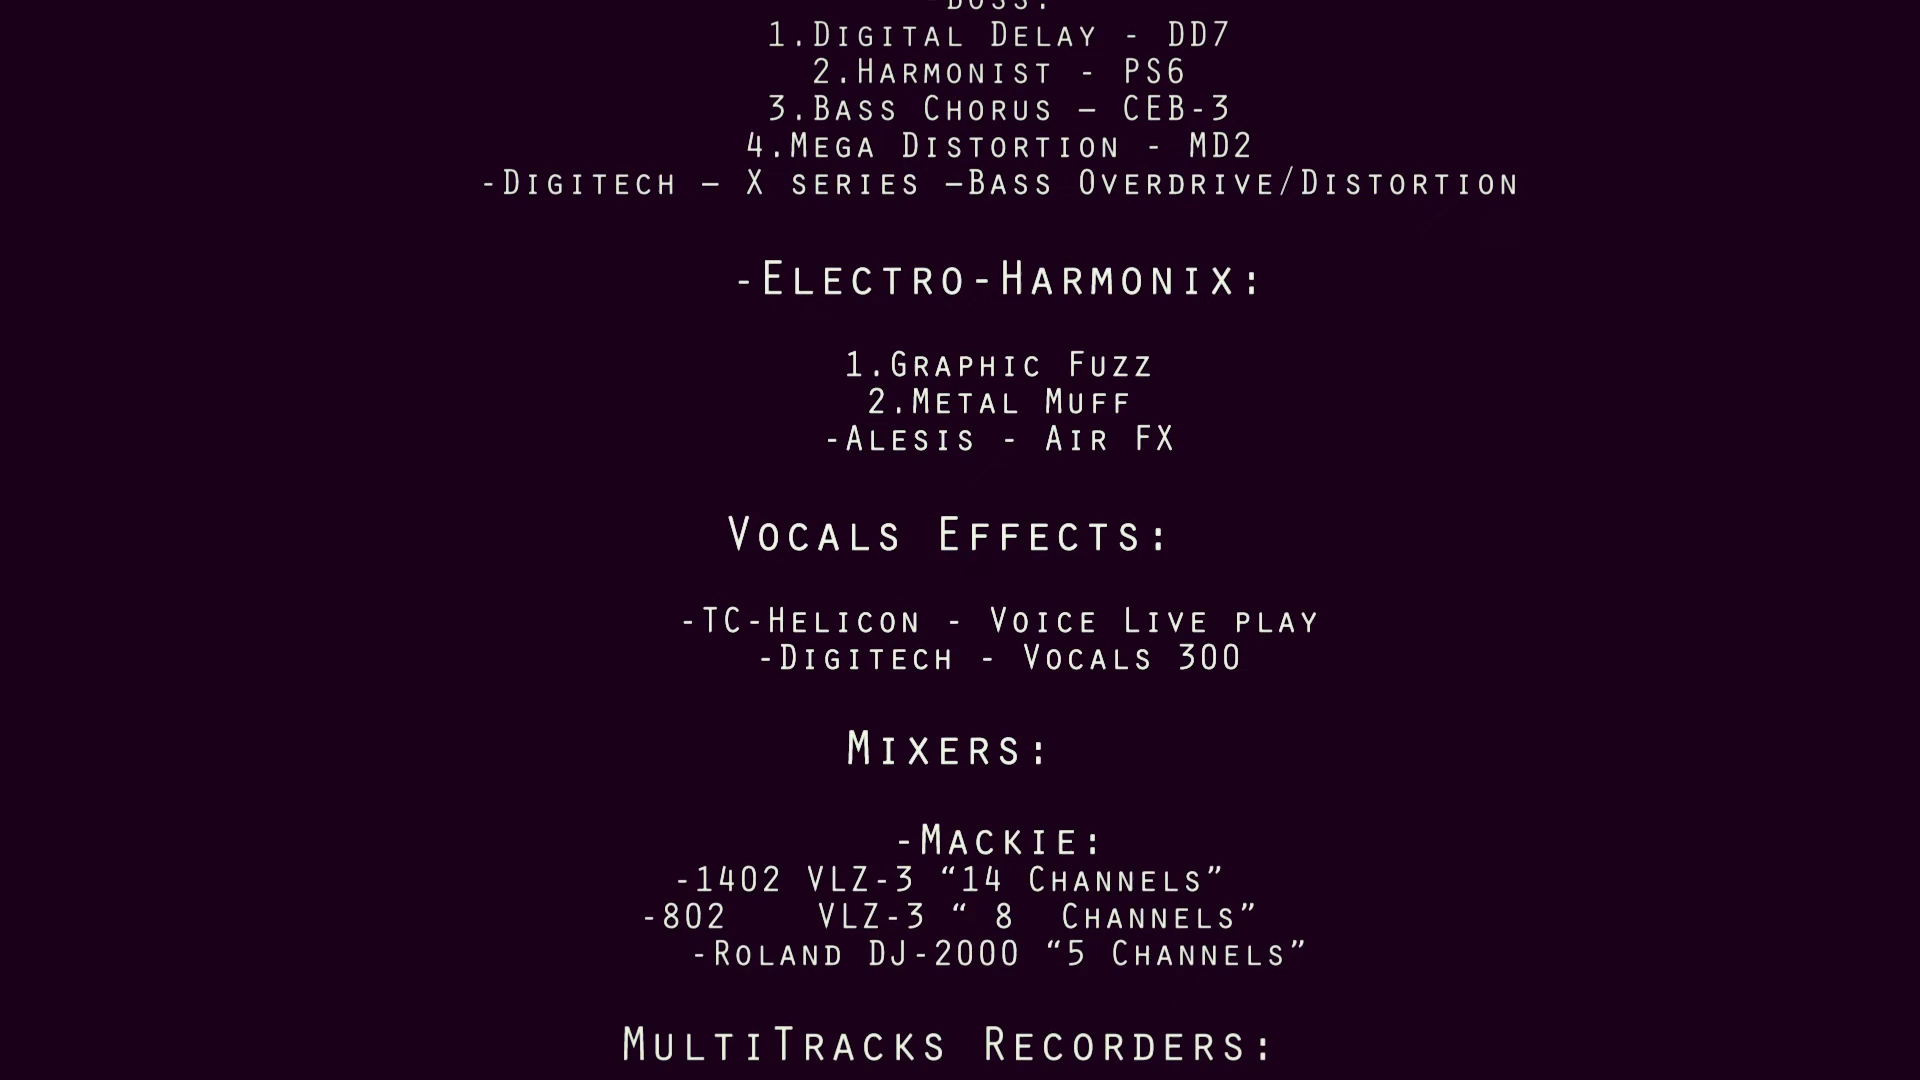 -Boss:
1.Digital Delay - DD7
2.Harmonist - PS6
3.Bass Chorus – CEB-3
4.Mega Distortion - MD2
-Digitech – X series –Bass Overdrive/Distortion
-Electro-Harmonix:
1.Graphic Fuzz
2.Metal Muff
-Alesis - Air FX
Vocals Effects:
-TC-Helicon - Voice Live play
-Digitech - Vocals 300
Mixers:
-Mackie:
-1402 VLZ-3 “14 Channels”
-802 VLZ-3 “ 8 Channels”
-Roland DJ-2000 “5 Channels”
MultiTracks Recorders: